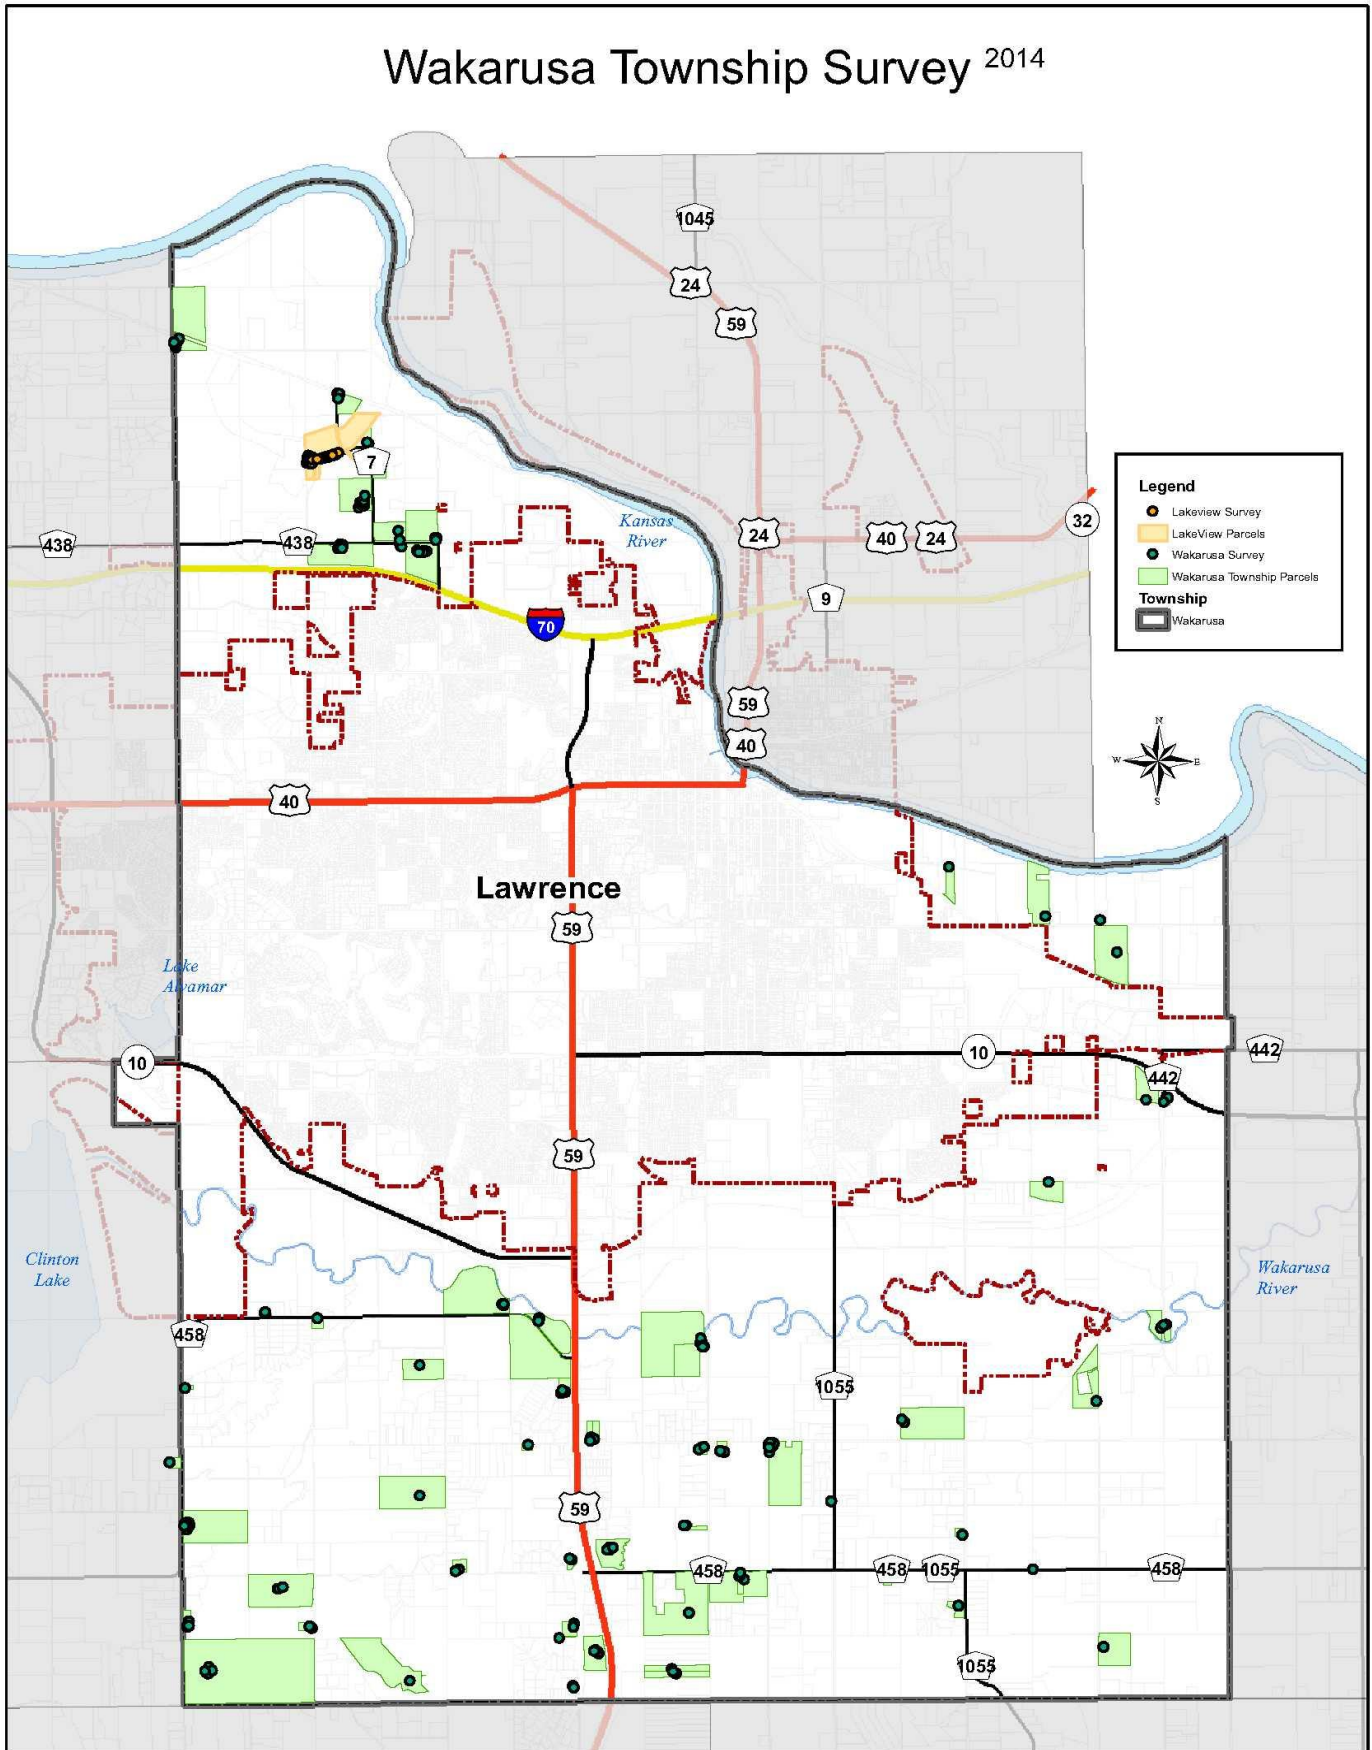 Wakarusa Township Survey 2014
1045
24
59
7
Kansas
River
438
438
24
40
24
32
9
70
Legend
Lakeview Survey
LakeView Parcels
Wakarusa Survey
Wakarusa Township Parcels
Township
Wakarusa
59
40
N
W
E
S
40
Lawrence
59
Lake
Alvamar
10
10
442
442
59
Clinton
Lake
Wakarusa
River
458
1055
59
458
458
1055
458
1055